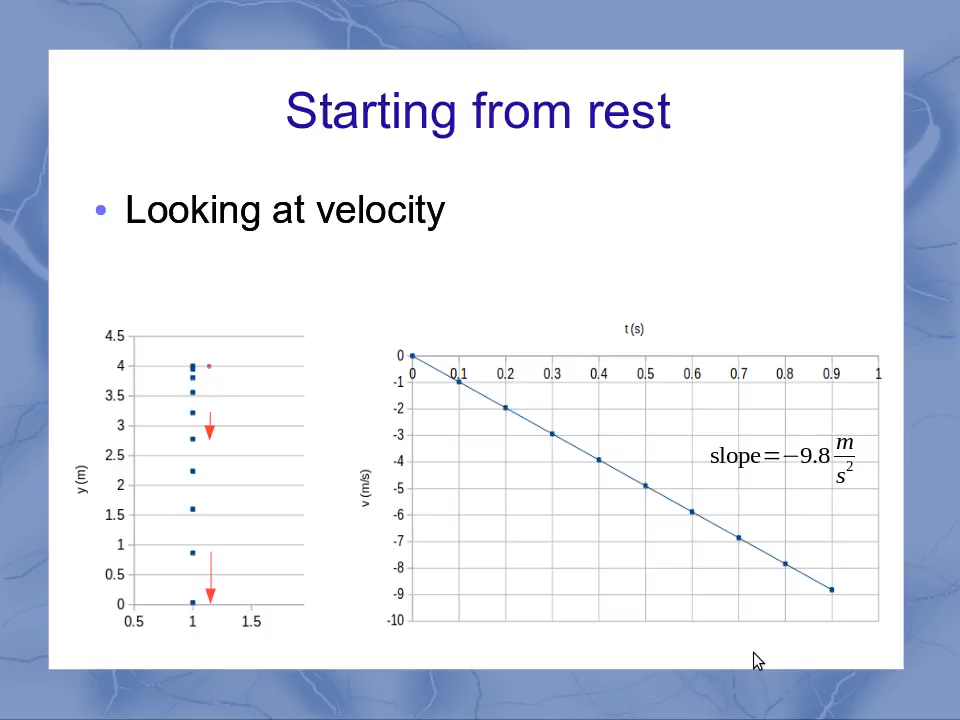 Starting from rest
• Looking at velocity
4.5
4
3.5
3
2.5
2
1.5
1
0.5
0
y (m)
0.5 1 1.5
t (s)
0
0 0.1 0.2 0.3 0.4 0.5 0.6 0.7 0.8 0.9 1
-1
-2
-3
-4
-5
-6
-7
-8
-9
-10
v (m/s)
slope=−9.8 m/s²